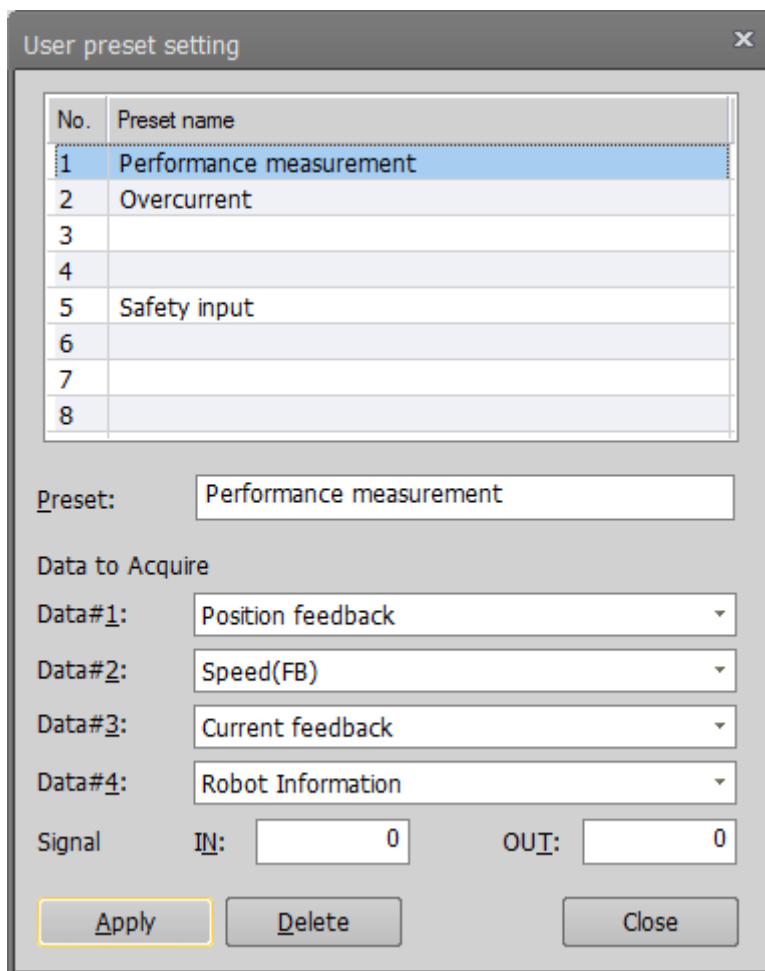 User preset setting
No. Preset name
1 Performance measurement
2 Overcurrent
3
4
5 Safety input
6
7
8
Preset: Performance measurement
Data to Acquire
Data#1: Position feedback
Data#2: Speed(FB)
Data#3: Current feedback
Data#4: Robot Information
Signal IN: 0 OUT: 0
Apply Delete Close